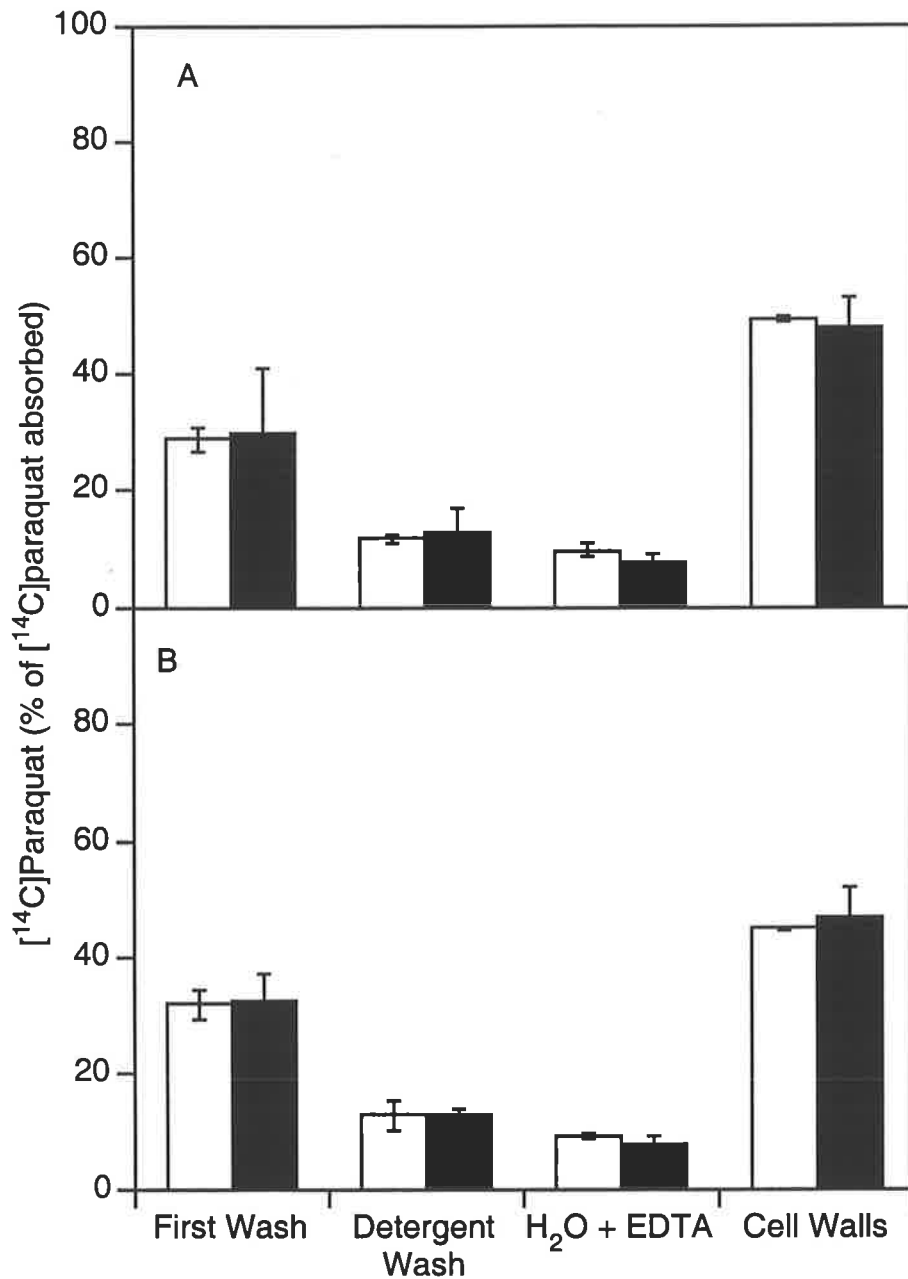 100
A
80
60
40
20
0
B
80
60
40
20
0
[¹⁴C]Paraquat (% of [¹⁴C]paraquat absorbed)
First Wash
Detergent
Wash
H₂O + EDTA
Cell Walls